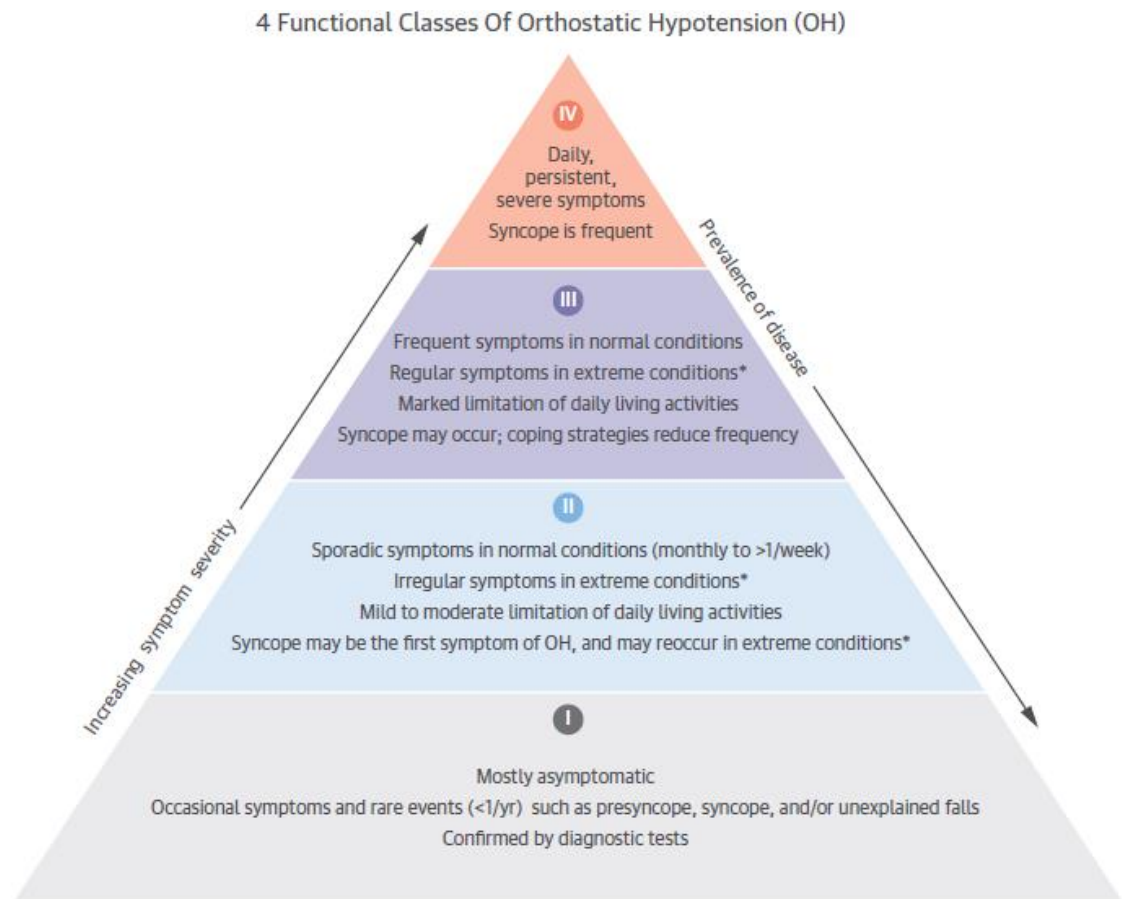 4 Functional Classes Of Orthostatic Hypotension (OH)
IV
Daily,
persistent,
severe symptoms
Syncope is frequent
Prevalence of disease
III
Frequent symptoms in normal conditions
Regular symptoms in extreme conditions*
Marked limitation of daily living activities
Syncope may occur; coping strategies reduce frequency
Increasing symptom severity
II
Sporadic symptoms in normal conditions (monthly to >1/week)
Irregular symptoms in extreme conditions*
Mild to moderate limitation of daily living activities
Syncope may be the first symptom of OH, and may reoccur in extreme conditions*
I
Mostly asymptomatic
Occasional symptoms and rare events (<1/yr) such as presyncope, syncope, and/or unexplained falls
Confirmed by diagnostic tests